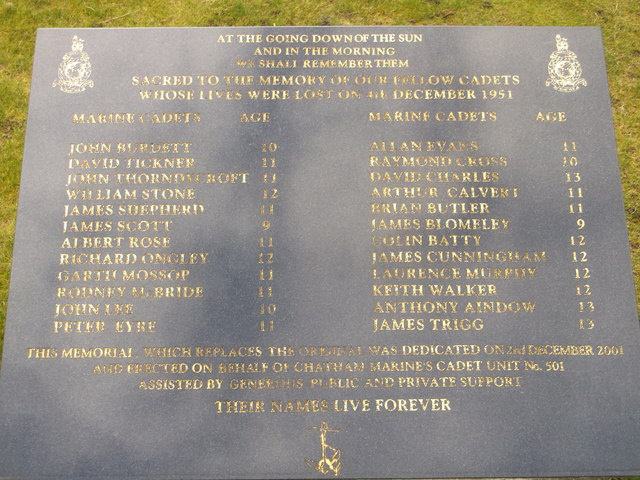 AT THE GOING DOWN OF THE SUN
AND IN THE MORNING
WE SHALL REMEMBER THEM
SACRED TO THE MEMORY OF OUR FELLOW CADETS
WHOSE LIVES WERE LOST ON 4th DECEMBER 1951
MARINE CADETS AGE MARINE CADETS AGE
JOHN BURDETT 10 ALLAN EVANS 11
DAVID TICKNER 11 RAYMOND CROSS 10
JOHN THORNDYCROFT 11 DAVID CHARLES 13
WILLIAM STONE 12 ARTHUR CALVERT 11
JAMES SHEPHERD 11 BRIAN BUTLER 11
JAMES SCOTT 9 JAMES BLOMELEY 9
ALBERT ROSE 11 COLIN BATTY 12
RICHARD ONGLEY 12 JAMES CUNNINGHAM 12
GARTH MOSSOP 11 LAURENCE MURPHY 12
RODNEY McBRIDE 11 KEITH WALKER 12
JOHN LEE 10 ANTHONY AINDOW 13
PETER EYRE 11 JAMES TRIGG 13
THIS MEMORIAL, WHICH REPLACES THE ORIGINAL WAS DEDICATED ON 2nd DECEMBER 2001
AND ERECTED ON BEHALF OF CHATHAM MARINE'S CADET UNIT No. 501
ASSISTED BY GENEROUS PUBLIC AND PRIVATE SUPPORT
THEIR NAMES LIVE FOREVER